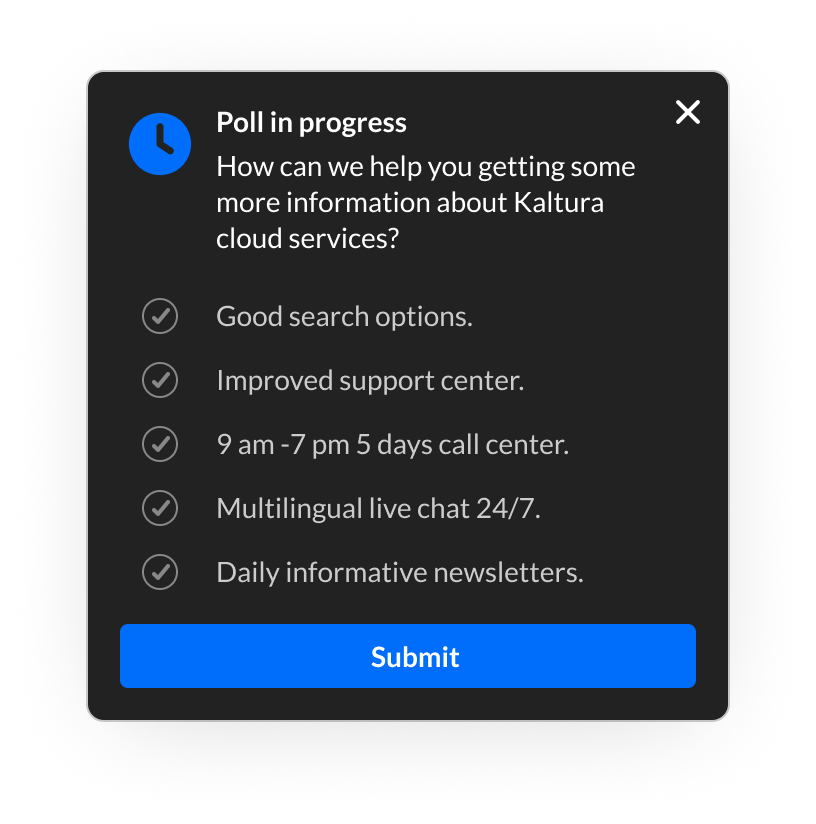 Poll in progress
How can we help you getting some
more information about Kaltura
cloud services?
Good search options.
Improved support center.
9 am -7 pm 5 days call center.
Multilingual live chat 24/7.
Daily informative newsletters.
Submit